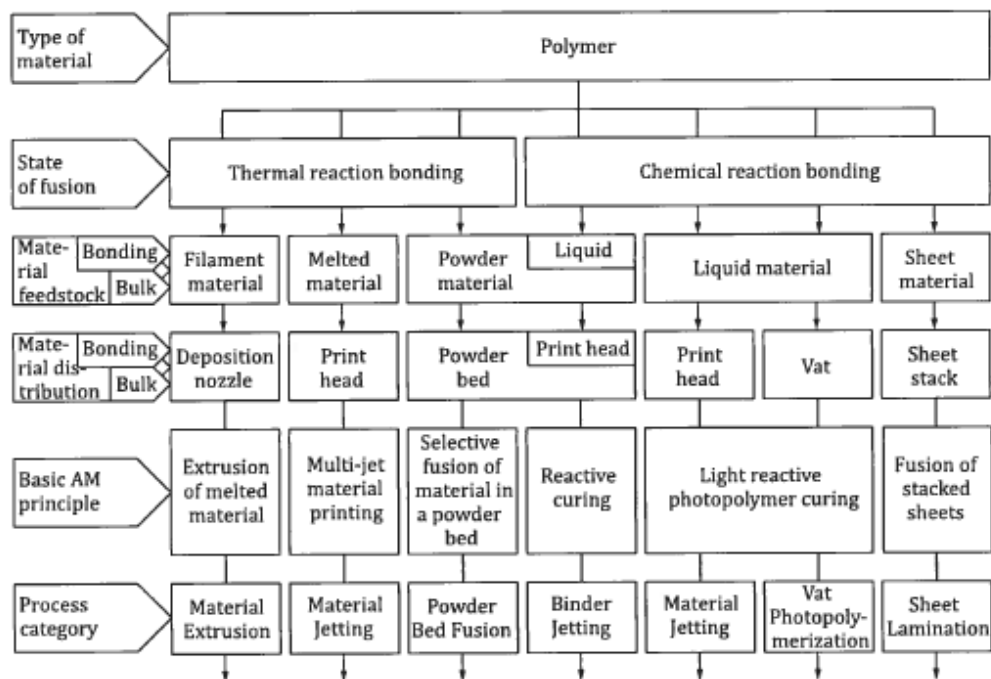 Type of
material
Polymer
State
of fusion
Thermal reaction bonding
Chemical reaction bonding
Mate-
rial
feedstock
Bonding
Bulk
Filament
material
Melted
material
Powder
material
Liquid
Liquid material
Sheet
material
Mate-
rial dis-
tribution
Bonding
Bulk
Deposition
nozzle
Print
head
Powder
bed
Print head
Print
head
Vat
Sheet
stack
Basic AM
principle
Extrusion
of melted
material
Multi-jet
material
printing
Selective
fusion of
material in
a powder
bed
Reactive
curing
Light reactive
photopolymer curing
Fusion of
stacked
sheets
Process
category
Material
Extrusion
Material
Jetting
Powder
Bed Fusion
Binder
Jetting
Material
Jetting
Vat
Photopoly-
merization
Sheet
Lamination